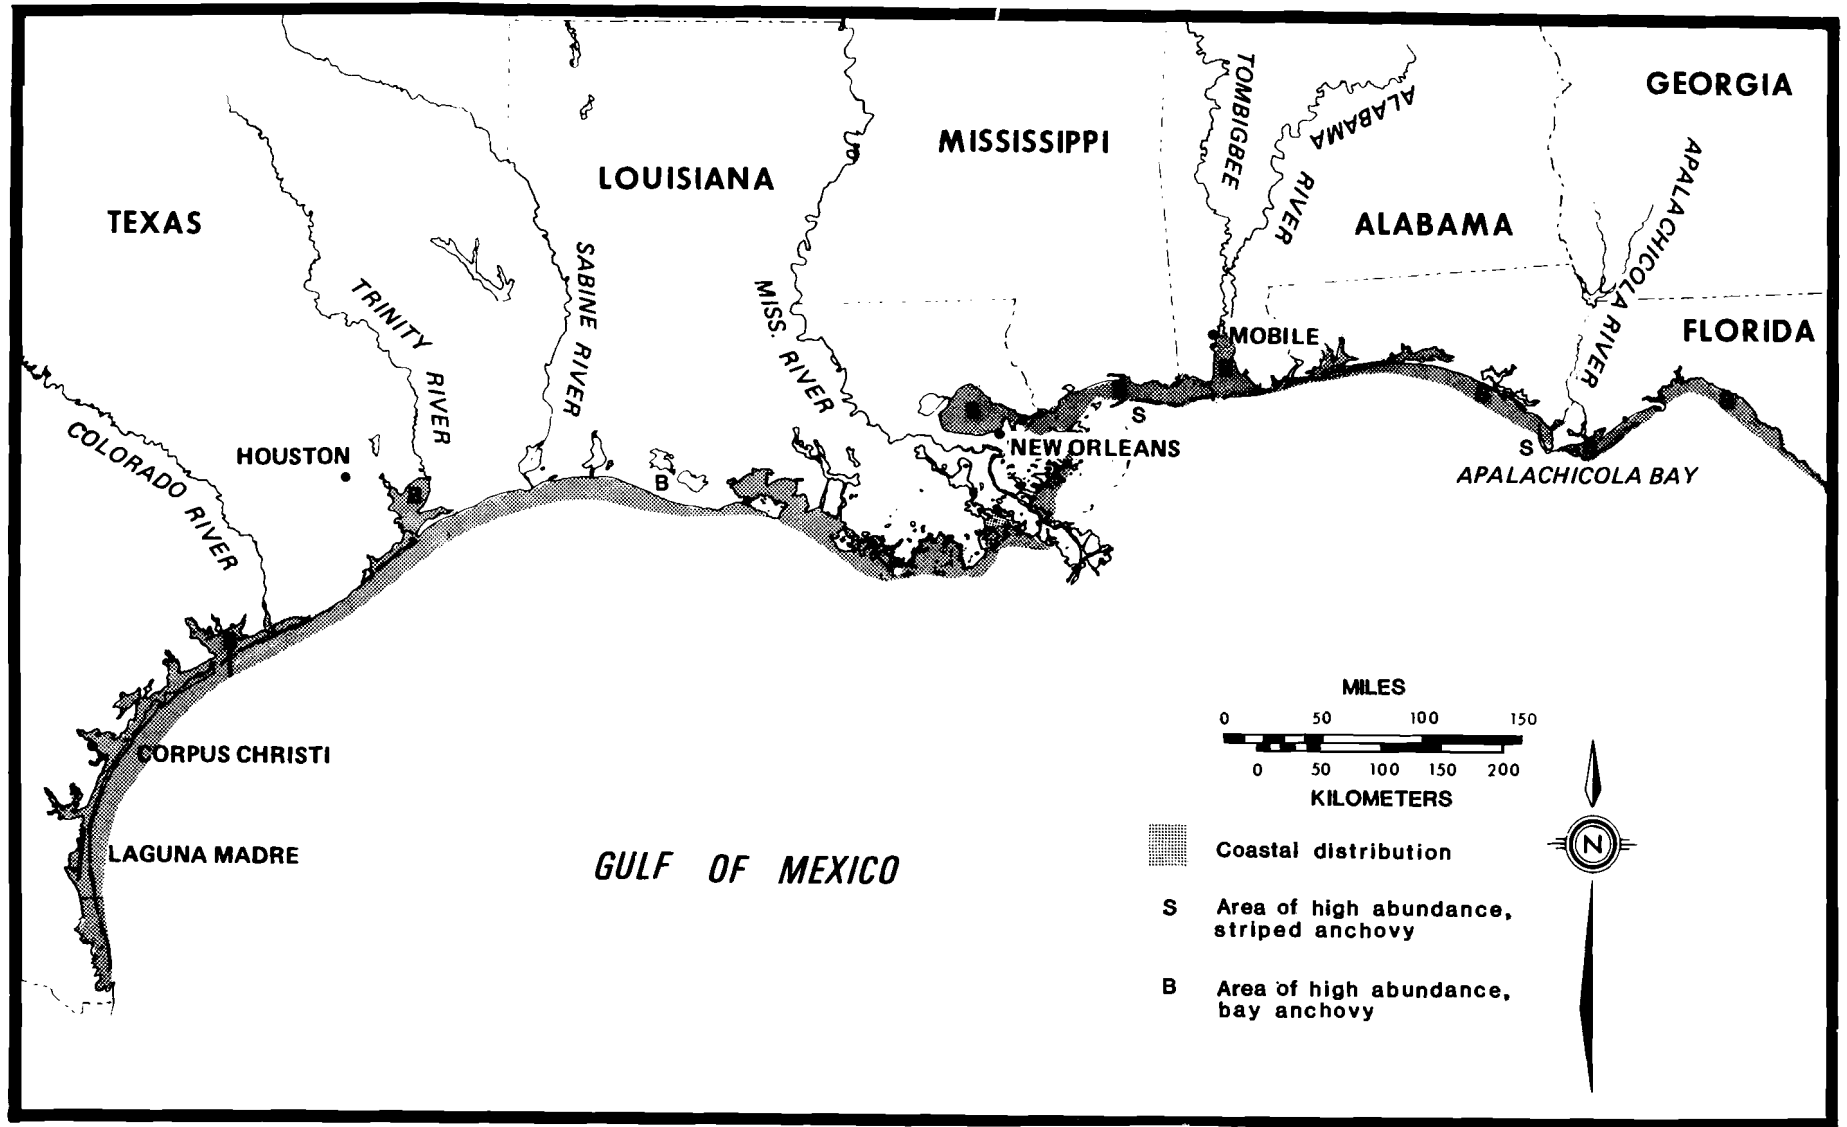 GEORGIA
TOMBIGBEE
ALABAMA
RIVER
MISSISSIPPI
LOUISIANA
TEXAS
ALABAMA
APALACHICOLA RIVER
SABINE RIVER
TRINITY
RIVER
MISS. RIVER
MOBILE
FLORIDA
COLORADO RIVER
HOUSTON
B
B
S
NEW ORLEANS
B
B
S
APALACHICOLA BAY
CORPUS CHRISTI
LAGUNA MADRE
GULF OF MEXICO
MILES
0 50 100 150
0 50 100 150 200
KILOMETERS
Coastal distribution
S Area of high abundance,
striped anchovy
B Area of high abundance,
bay anchovy
N